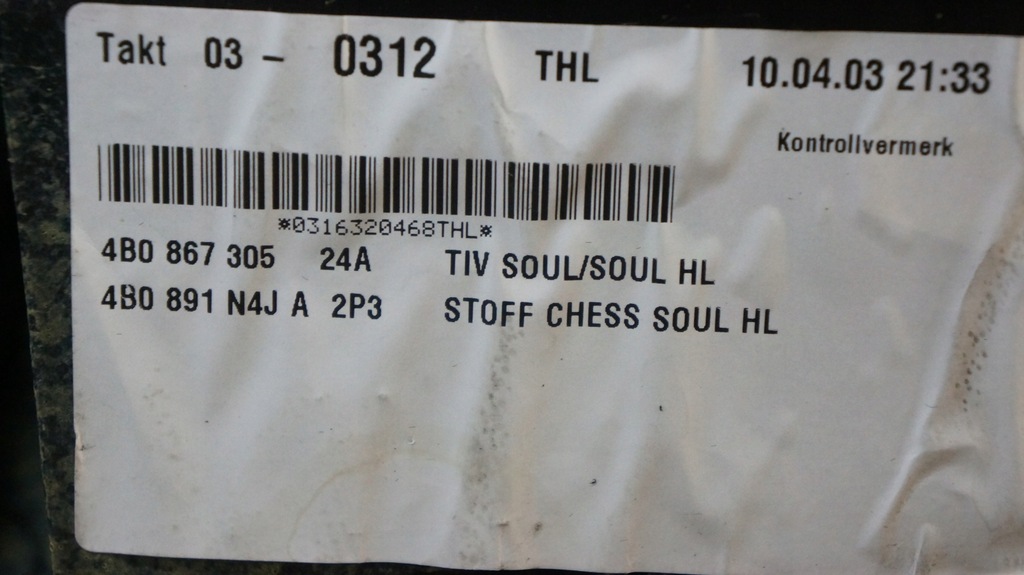 Takt 03 - 0312 THL 10.04.03 21:33
Kontrollvermerk
*0316320468THL*
4B0 867 305 24A TIV SOUL/SOUL HL
4B0 891 N4J A 2P3 STOFF CHESS SOUL HL